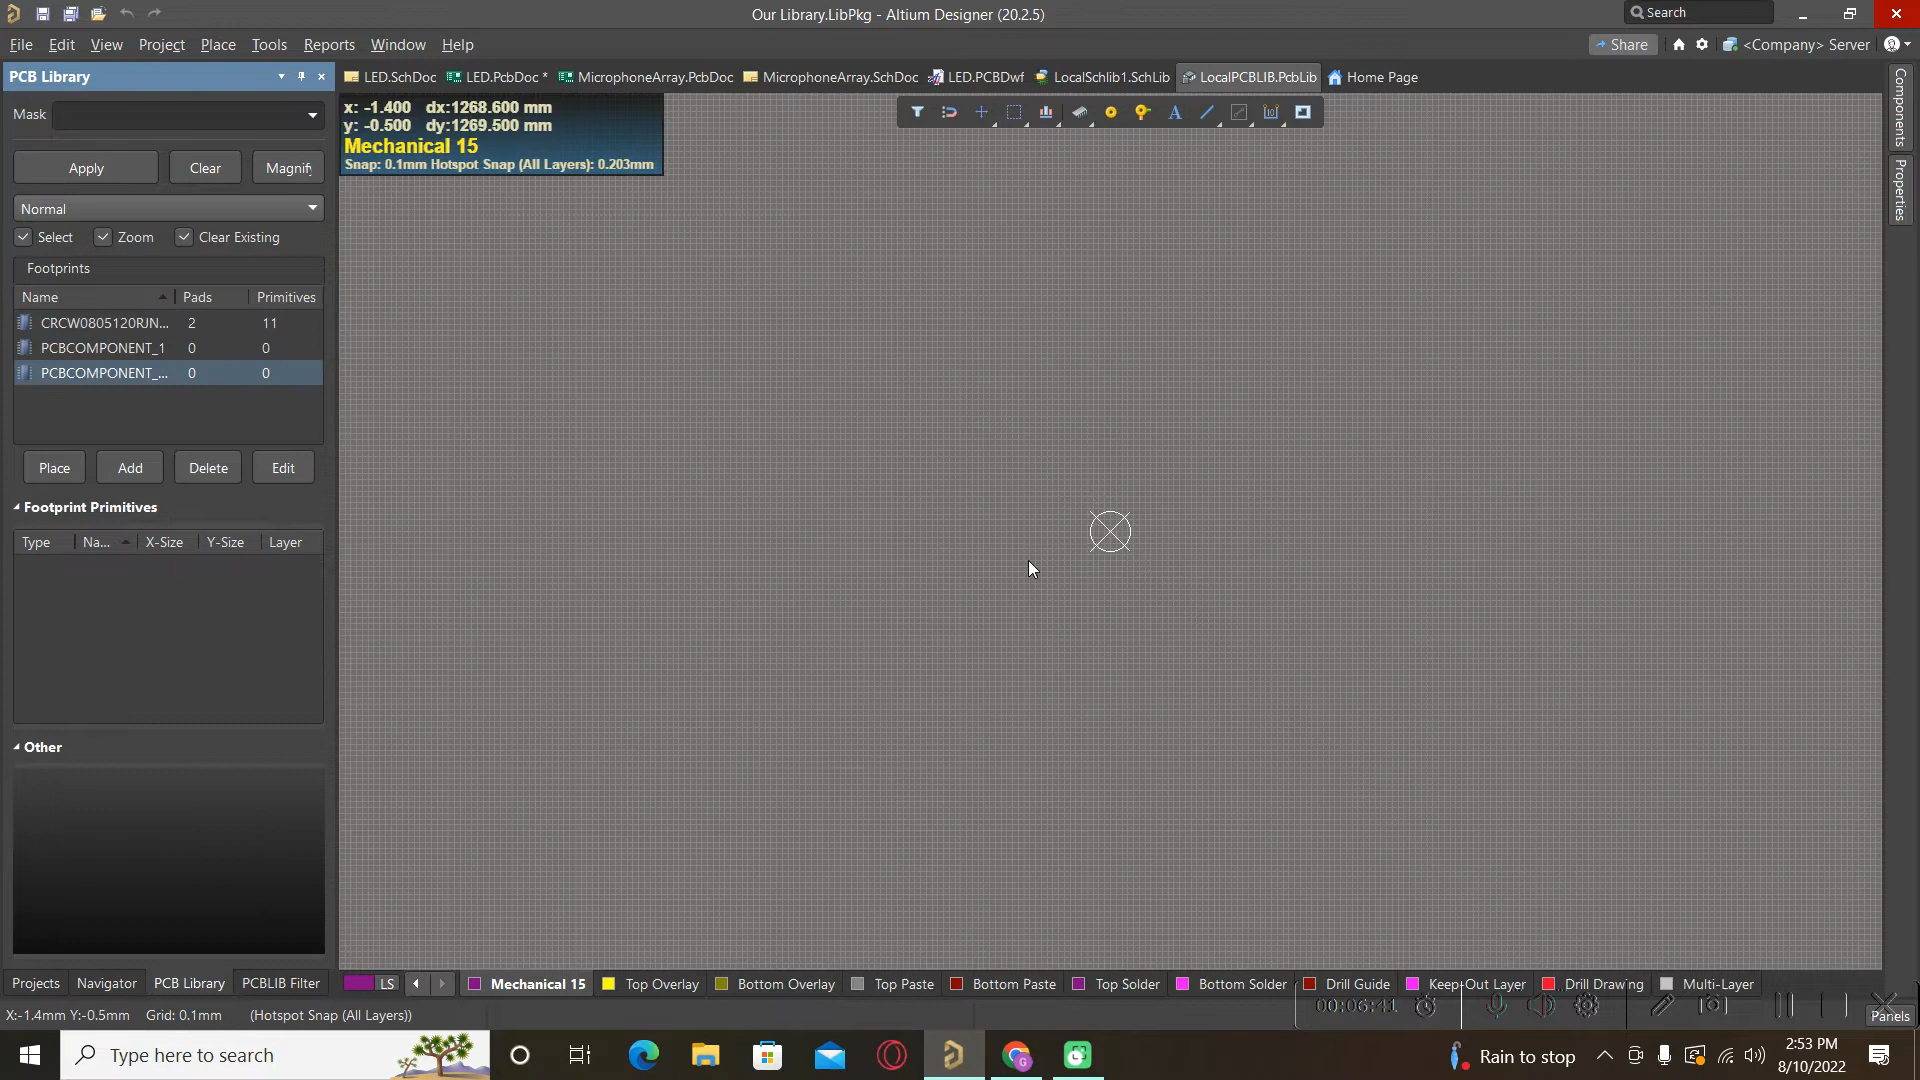 Our Library.LibPkg - Altium Designer (20.2.5)
Search
File Edit View Project Place Tools Reports Window Help
Share <Company> Server
PCB Library
LED.SchDoc LED.PcbDoc * MicrophoneArray.PcbDoc MicrophoneArray.SchDoc LED.PCBDwf LocalSchlib1.SchLib LocalPCBLIB.PcbLib Home Page
Mask
x: -1.400 dx:1268.600 mm
y: -0.500 dy:1269.500 mm
Mechanical 15
Snap: 0.1mm Hotspot Snap (All Layers): 0.203mm
Components
Properties
Apply Clear Magnify
Normal
Select Zoom Clear Existing
Footprints
Name Pads Primitives
CRCW0805120RJN... 2 11
PCBCOMPONENT_1 0 0
PCBCOMPONENT_... 0 0
Place Add Delete Edit
Footprint Primitives
Type Na... X-Size Y-Size Layer
Other
Projects Navigator PCB Library PCBLIB Filter
LS Mechanical 15 Top Overlay Bottom Overlay Top Paste Bottom Paste Top Solder Bottom Solder Drill Guide Keep-Out Layer Drill Drawing Multi-Layer
00:06:41
X:-1.4mm Y:-0.5mm Grid: 0.1mm (Hotspot Snap (All Layers))
Panels
Type here to search
Rain to stop
2:53 PM
8/10/2022